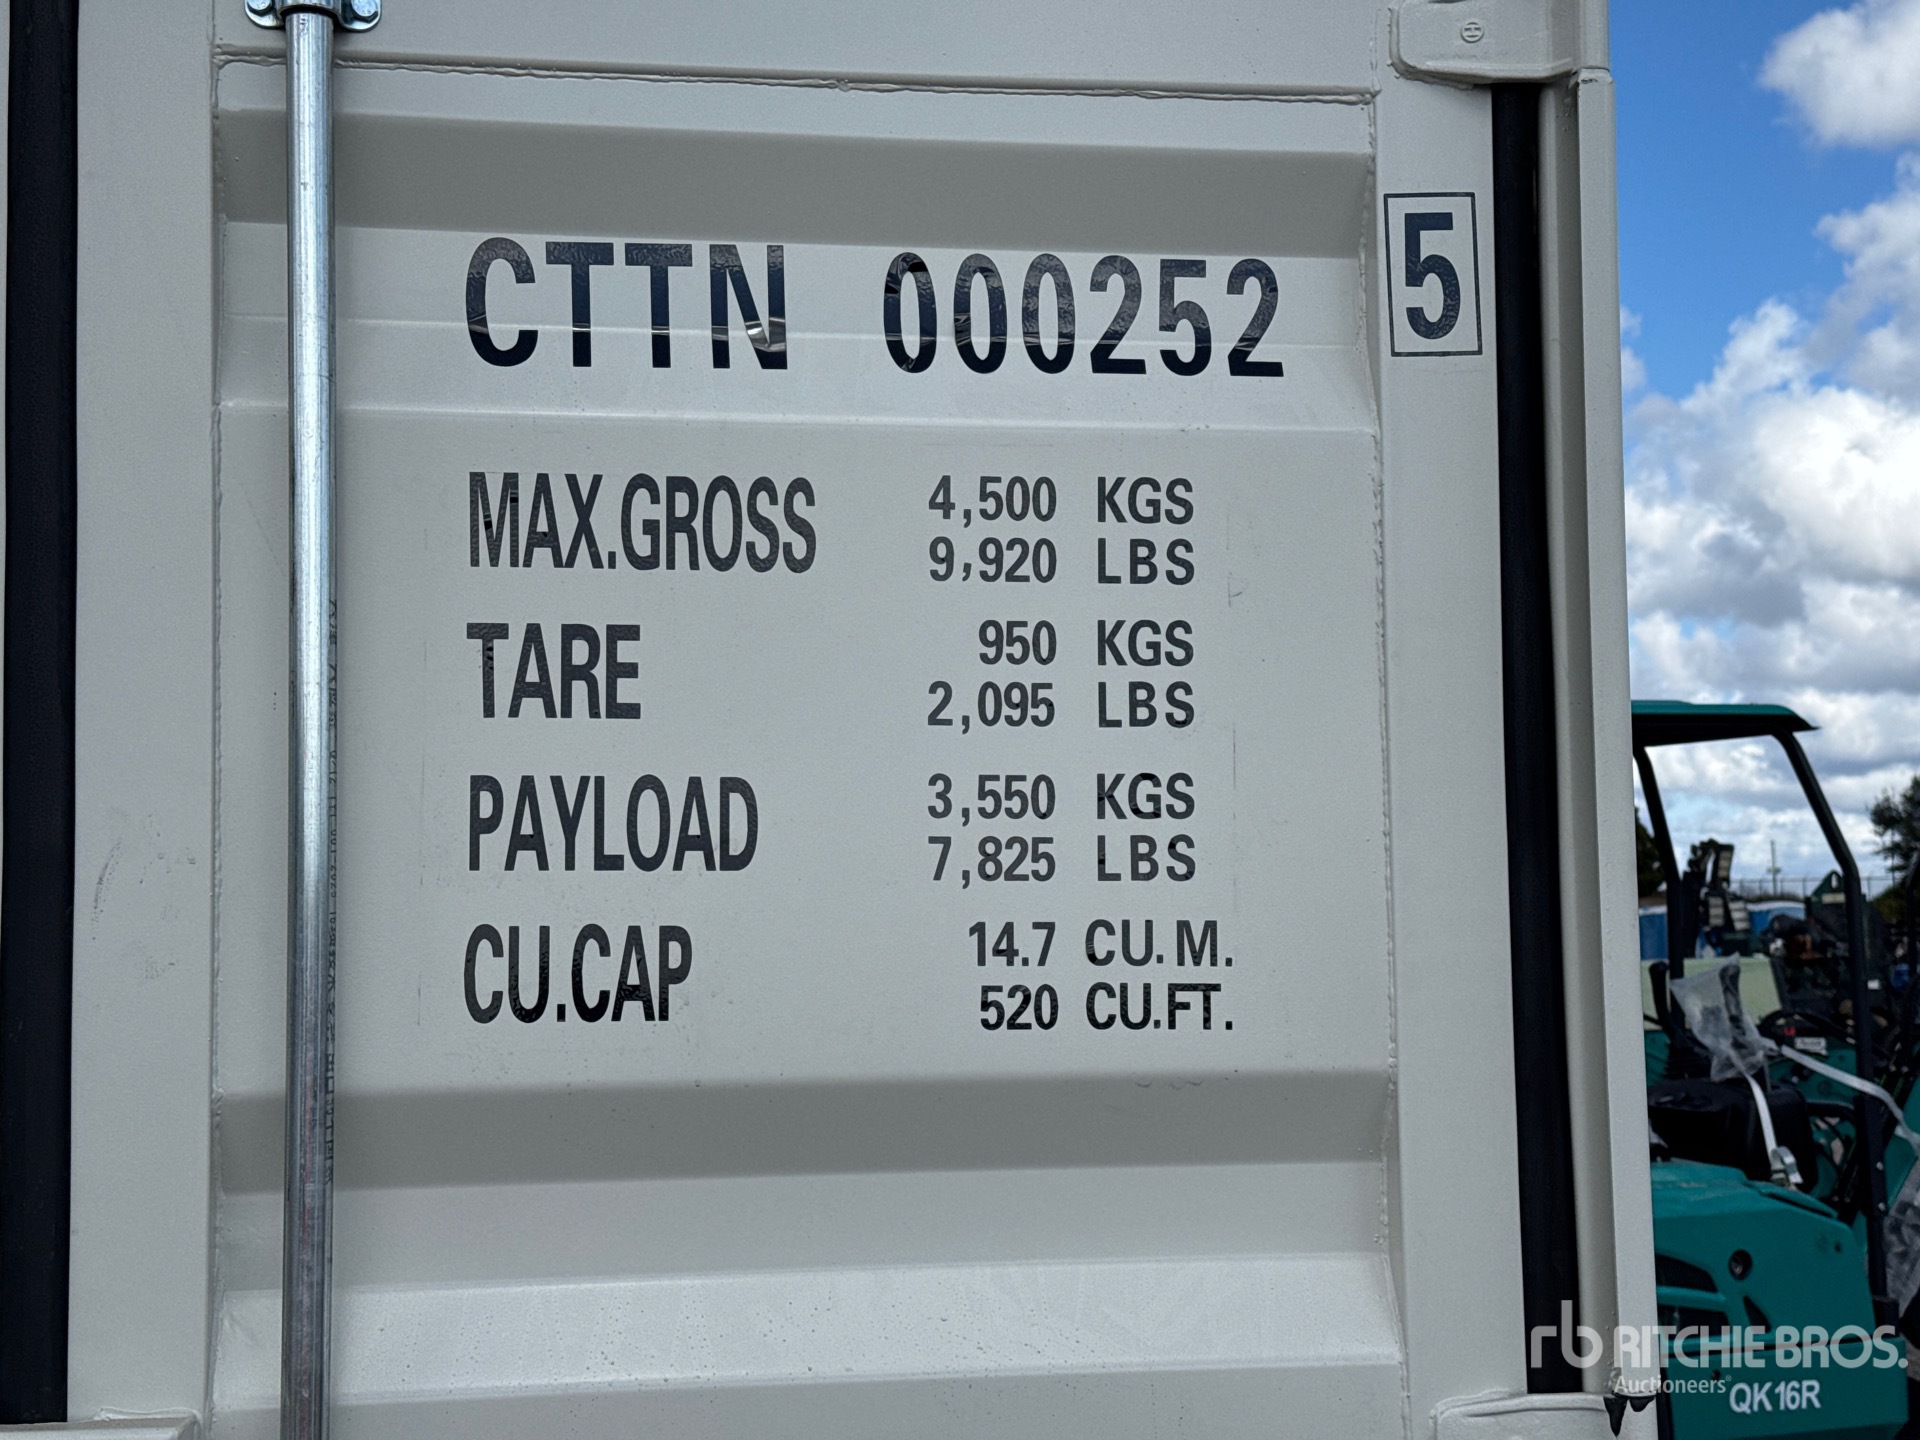 CTTN 000252 5
MAX.GROSS 4,500 KGS
9,920 LBS
TARE 950 KGS
2,095 LBS
PAYLOAD 3,550 KGS
7,825 LBS
CU.CAP 14.7 CU.M.
520 CU.FT.
rb RITCHIE BROS.
Auctioneers®
QK16R